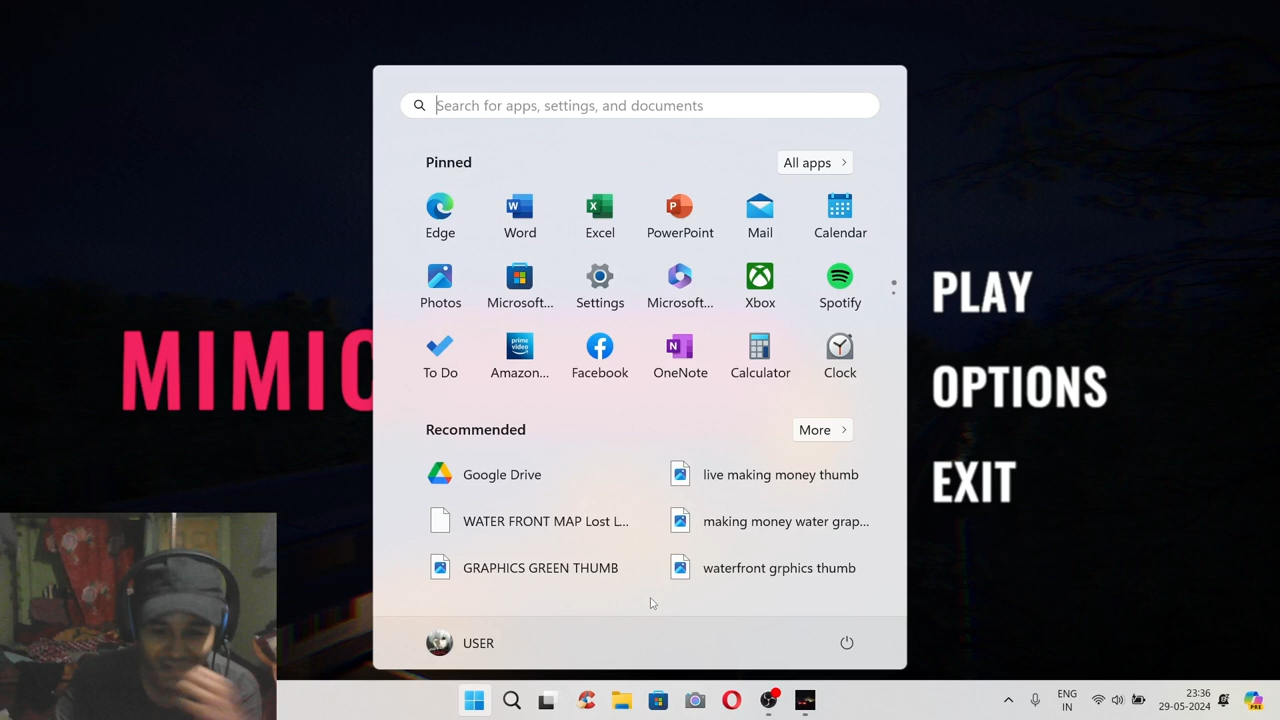 Search for apps, settings, and documents
Pinned
All apps
Edge
Word
Excel
PowerPoint
Mail
Calendar
Photos
Microsoft...
Settings
Microsoft...
Xbox
Spotify
To Do
prime video
Amazon...
Facebook
OneNote
Calculator
Clock
Recommended
More
Google Drive
live making money thumb
WATER FRONT MAP Lost L...
making money water grap...
GRAPHICS GREEN THUMB
waterfront grphics thumb
USER
MIMIC
PLAY
OPTIONS
EXIT
ENG
IN
23:36
29-05-2024
PRE